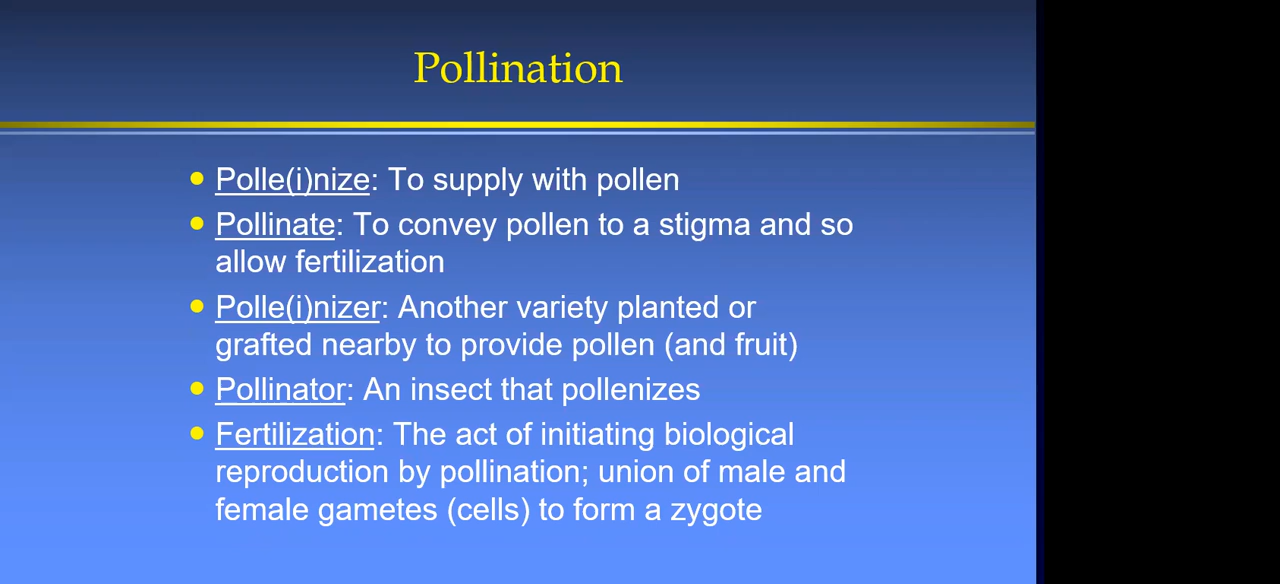 Pollination
Polle(i)nize: To supply with pollen
Pollinate: To convey pollen to a stigma and so
allow fertilization
Polle(i)nizer: Another variety planted or
grafted nearby to provide pollen (and fruit)
Pollinator: An insect that pollenizes
Fertilization: The act of initiating biological
reproduction by pollination; union of male and
female gametes (cells) to form a zygote